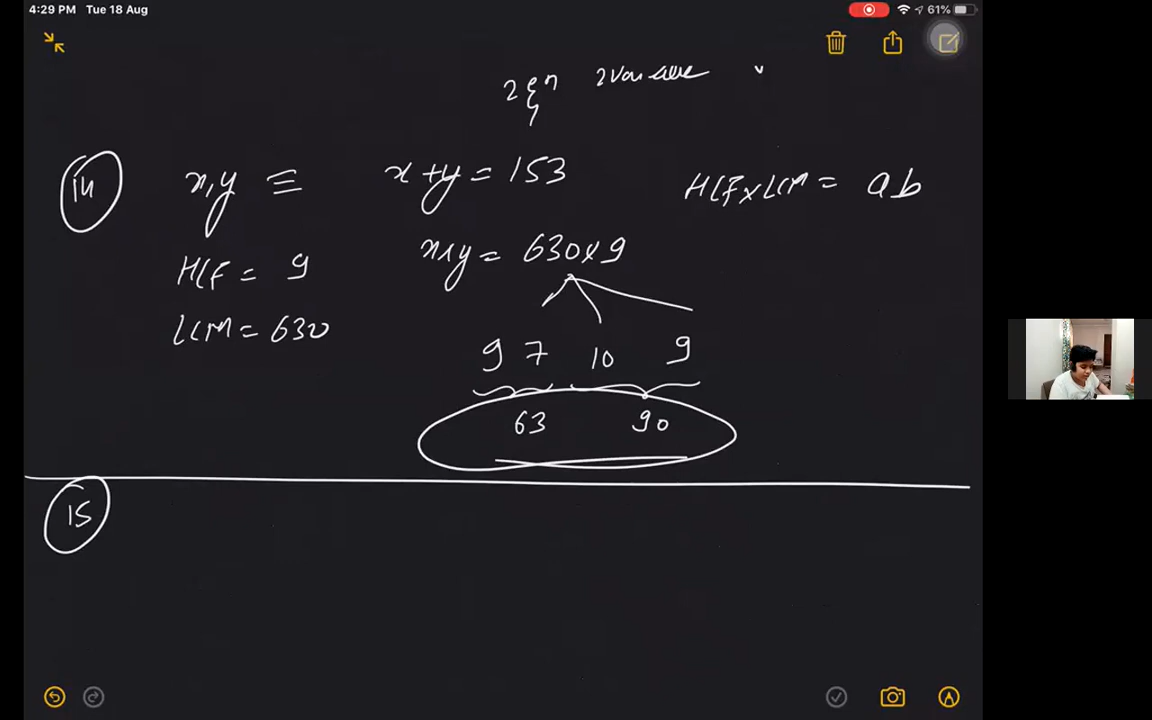 4:29 PM Tue 18 Aug
61%
2 eqn 2 variable
14
x,y ≡ x+y = 153 HCF×LCM = ab
HCF = 9 x×y = 630×9
LCM = 630
9 7 10 9
63 90
15